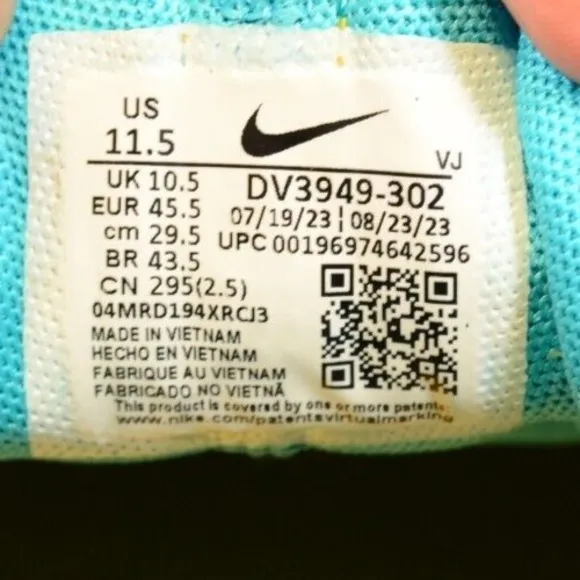 US
11.5
VJ
UK 10.5
EUR 45.5
cm 29.5
BR 43.5
CN 295(2.5)
DV3949-302
07/19/23 ¦ 08/23/23
UPC 00196974642596
04MRD194XRCJ3
MADE IN VIETNAM
HECHO EN VIETNAM
FABRIQUE AU VIETNAM
FABRICADO NO VIETNÃ
This product is covered by one or more patents
www.nike.com/patentsvirtualmarking